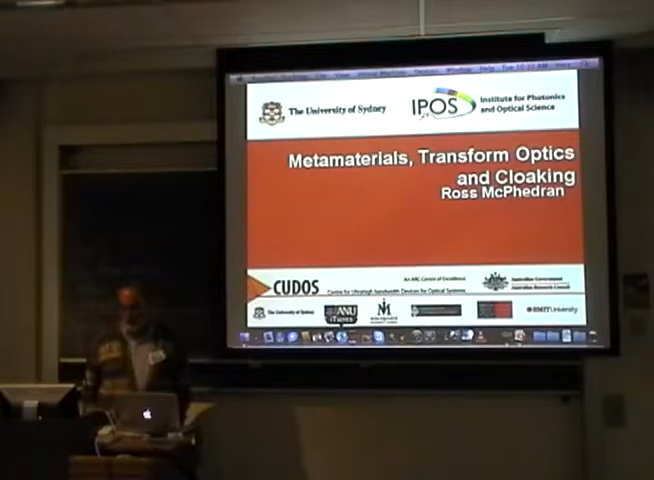 The University of Sydney
IPOS
Institute for Photonics
and Optical Science
Metamaterials, Transform Optics
and Cloaking
Ross McPhedran
An ARC Centre of Excellence
CUDOS
Centre for Ultrahigh bandwidth Devices for Optical Systems
Australian Government
Australian Research Council
The University of Sydney
ANU
RMIT University